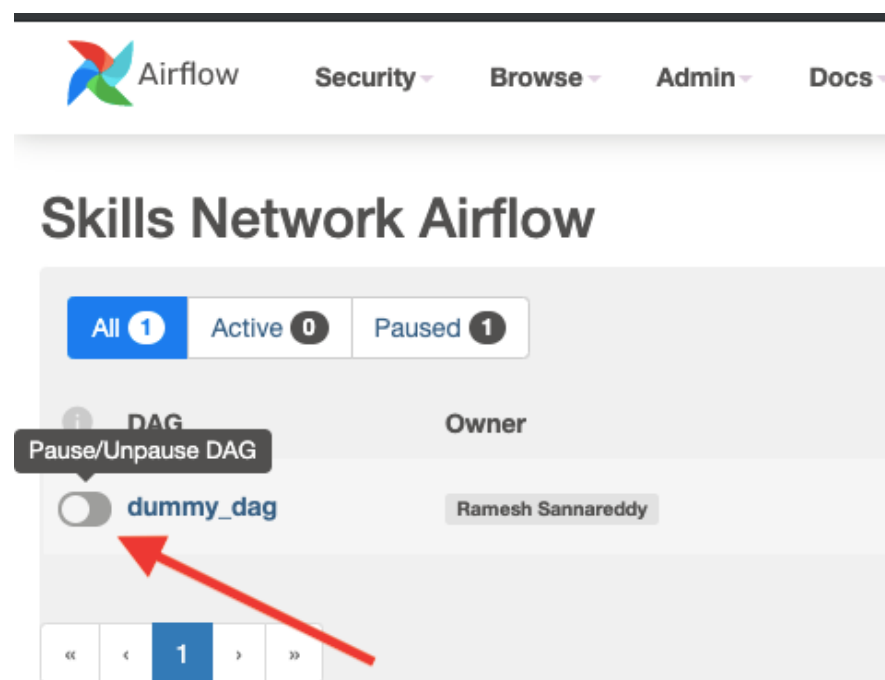 Airflow Security Browse Admin Docs
Skills Network Airflow
All 1 Active 0 Paused 1
DAG Owner
Pause/Unpause DAG
dummy_dag Ramesh Sannareddy
« ‹ 1 › »